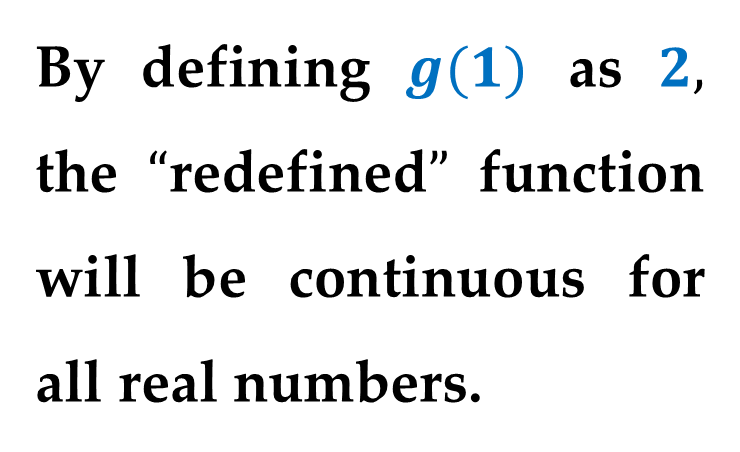 By defining g(1) as 2,
the “redefined” function
will be continuous for
all real numbers.